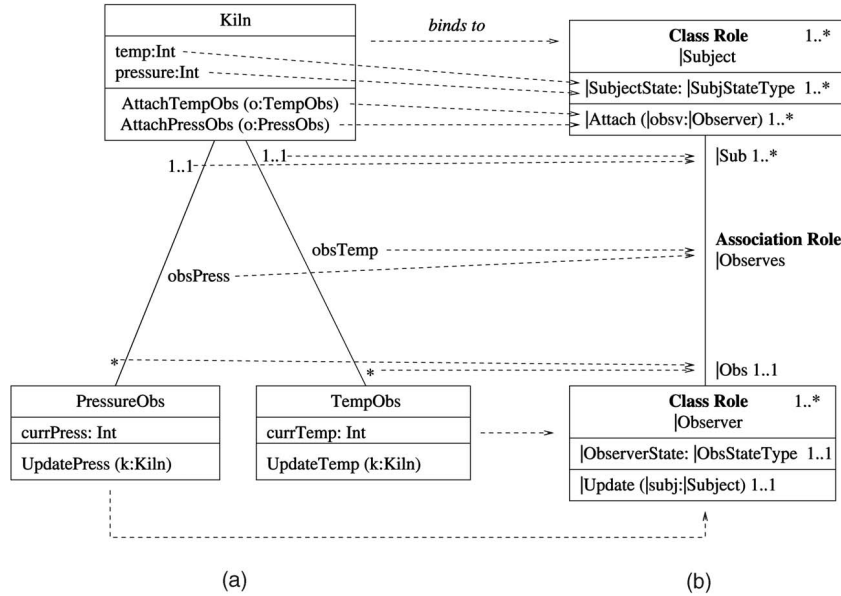 Kiln
temp:Int
pressure:Int
AttachTempObs (o:TempObs)
AttachPressObs (o:PressObs)
binds to
Class Role 1..*
|Subject
|SubjectState: |SubjStateType 1..*
|Attach (|obsv:|Observer) 1..*
1..1
1..1
|Sub 1..*
obsTemp
obsPress
Association Role
|Observes
*
*
|Obs 1..1
PressureObs
currPress: Int
UpdatePress (k:Kiln)
TempObs
currTemp: Int
UpdateTemp (k:Kiln)
Class Role 1..*
|Observer
|ObserverState: |ObsStateType 1..1
|Update (|subj:|Subject) 1..1
(a)
(b)